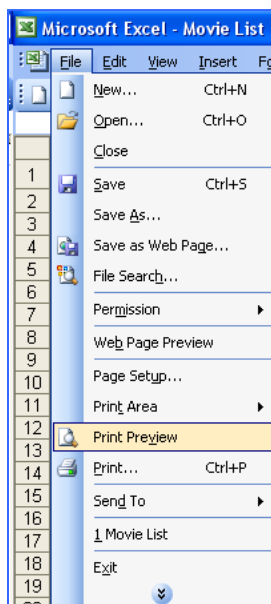 Microsoft Excel - Movie List
File Edit View Insert
New... Ctrl+N
Open... Ctrl+O
Close
Save Ctrl+S
Save As...
Save as Web Page...
File Search...
Permission
Web Page Preview
Page Setup...
Print Area
Print Preview
Print... Ctrl+P
Send To
1 Movie List
Exit
1
2
3
4
5
6
7
8
9
10
11
12
13
14
15
16
17
18
19